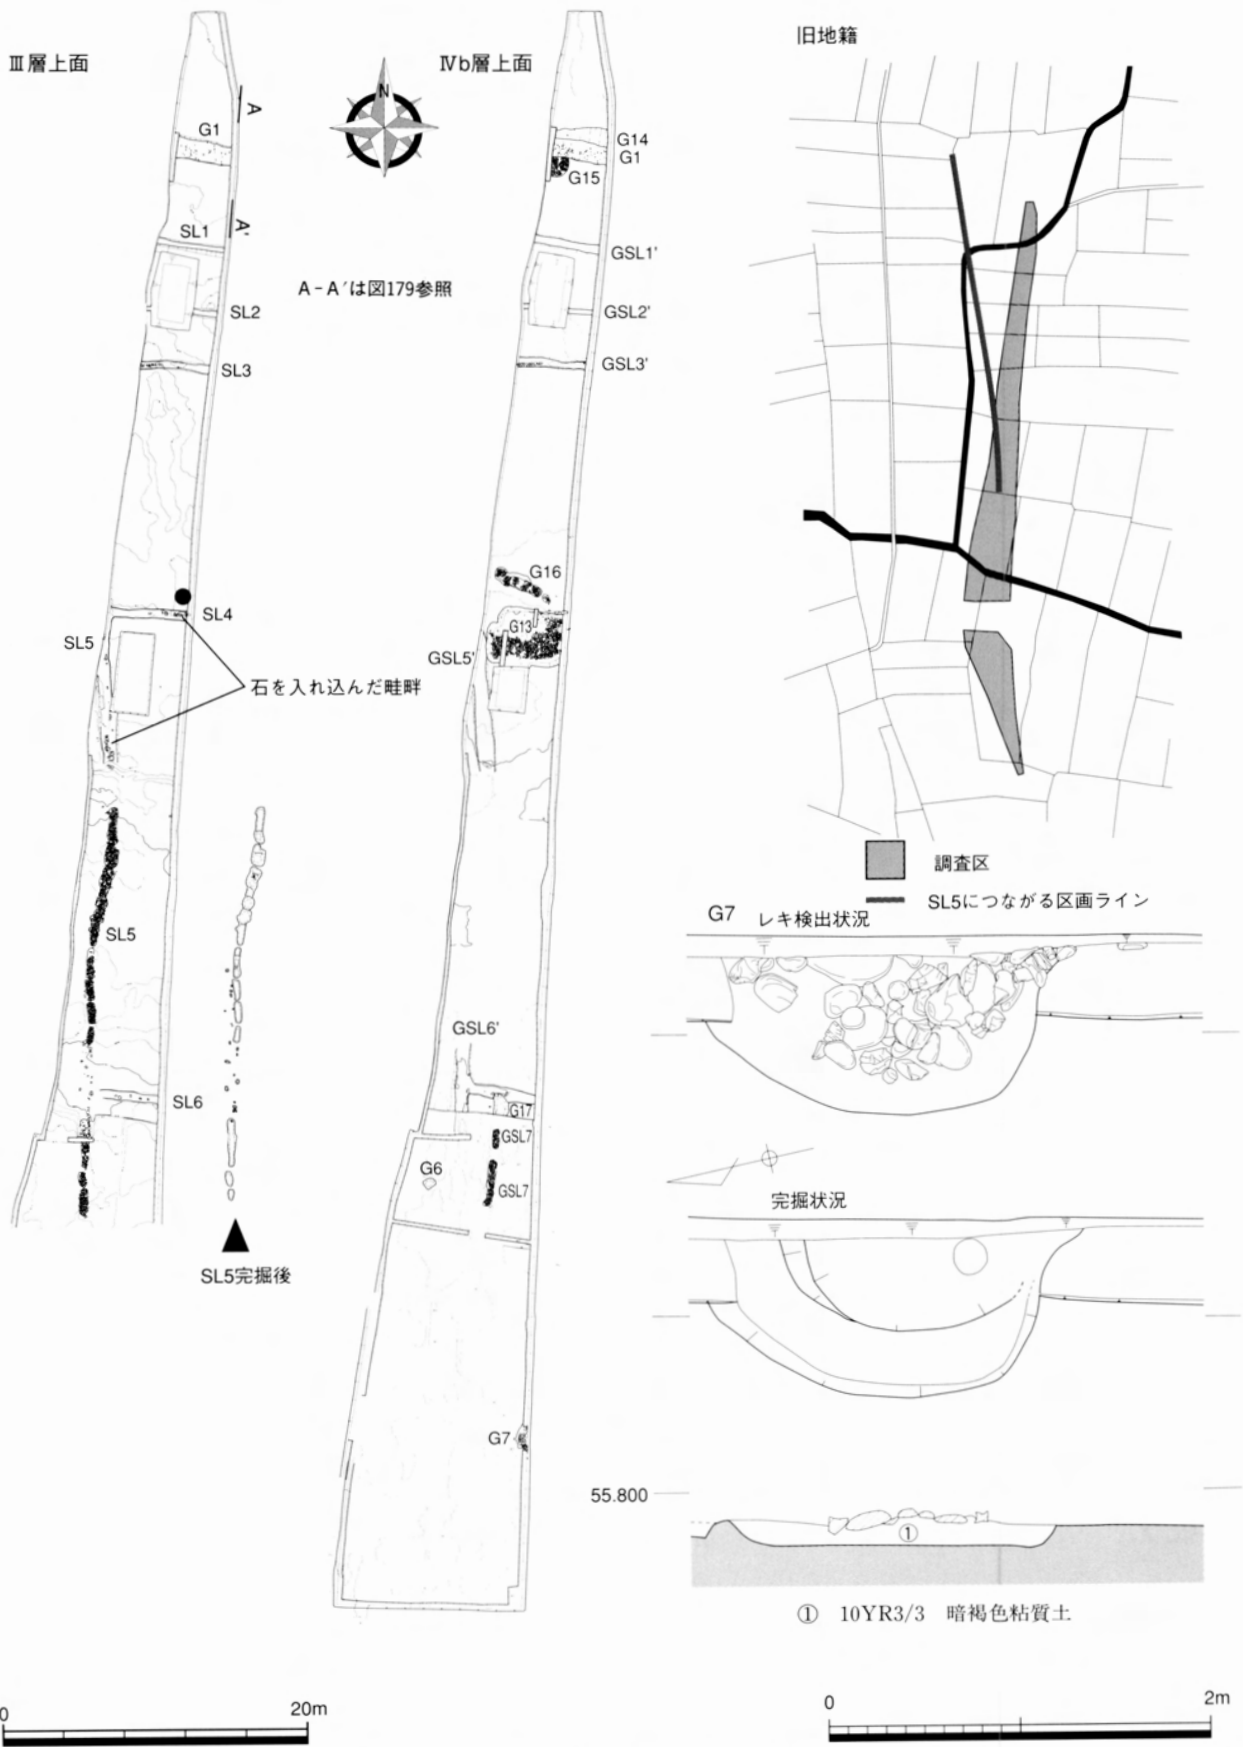 Ⅲ層上面
N
A
G1
A'
SL1
SL2
SL3
A-A′は図179参照
SL4
SL5
石を入れ込んだ畦畔
SL5
SL6
SL5完掘後
Ⅳb層上面
G14
G1
G15
GSL1'
GSL2'
GSL3'
G16
G13
GSL5'
GSL6'
G17
GSL7
G6
GSL7
G7
旧地籍
調査区
SL5につながる区画ライン
G7 レキ検出状況
完掘状況
55.800
①
① 10YR3/3 暗褐色粘質土
0 20m
0 2m